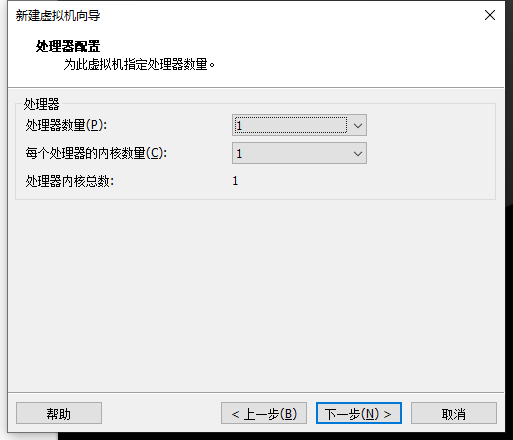 新建虚拟机向导
处理器配置
为此虚拟机指定处理器数量。
处理器
处理器数量(P): 1
每个处理器的内核数量(C): 1
处理器内核总数: 1
帮助 < 上一步(B) 下一步(N) > 取消